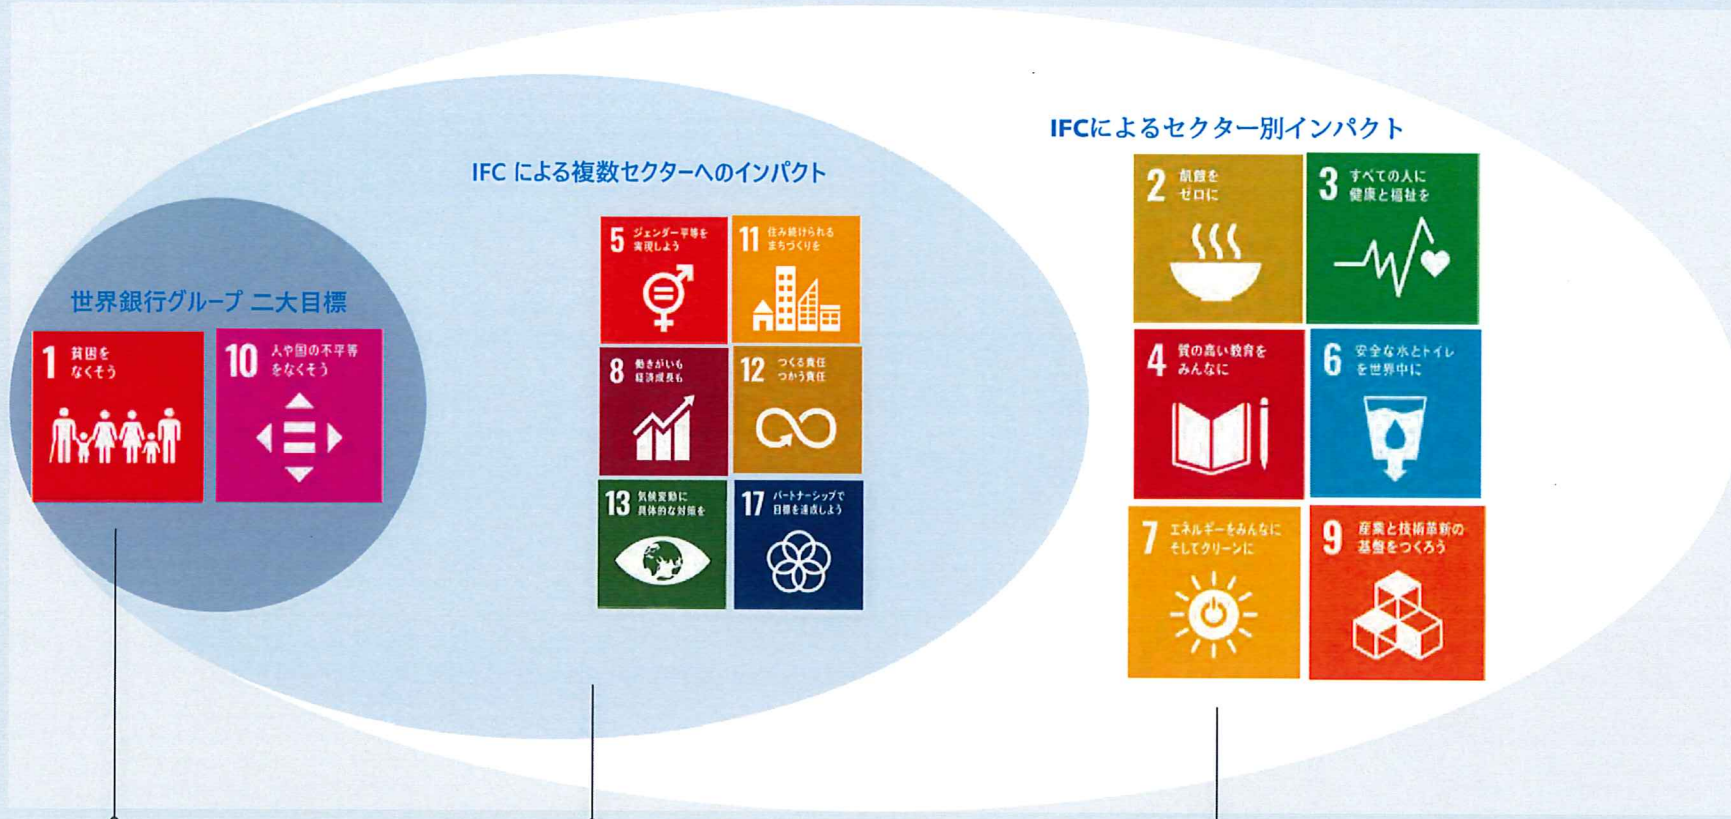 世界銀行グループ 二大目標
1 貧困を
なくそう
10 人や国の不平等
をなくそう
IFC による複数セクターへのインパクト
5 ジェンダー平等を
実現しよう
11 住み続けられる
まちづくりを
8 働きがいも
経済成長も
12 つくる責任
つかう責任
13 気候変動に
具体的な対策を
17 パートナーシップで
目標を達成しよう
IFCによるセクター別インパクト
2 飢餓を
ゼロに
3 すべての人に
健康と福祉を
4 質の高い教育を
みんなに
6 安全な水とトイレ
を世界中に
7 エネルギーをみんなに
そしてクリーンに
9 産業と技術革新の
基盤をつくろう